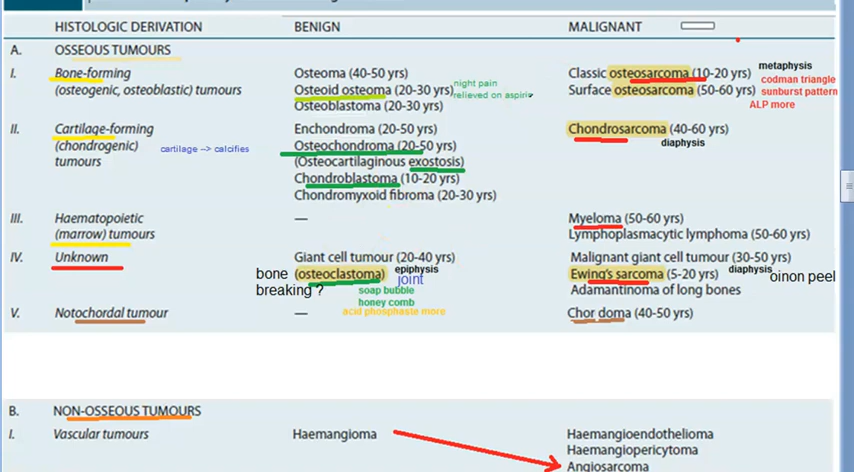 HISTOLOGIC DERIVATION BENIGN MALIGNANT
A. OSSEOUS TUMOURS
I. Bone-forming Osteoma (40-50 yrs) Classic osteosarcoma (10-20 yrs) metaphysis
(osteogenic, osteoblastic) tumours Osteoid osteoma (20-30 yrs) night pain Surface osteosarcoma (50-60 yrs) codman triangle
relieved on aspirin sunburst pattern
Osteoblastoma (20-30 yrs) ALP more
II. Cartilage-forming Enchondroma (20-50 yrs) Chondrosarcoma (40-60 yrs)
(chondrogenic) cartilage --> calcifies Osteochondroma (20-50 yrs) diaphysis
tumours (Osteocartilaginous exostosis)
Chondroblastoma (10-20 yrs)
Chondromyxoid fibroma (20-30 yrs)
III. Haematopoietic — Myeloma (50-60 yrs)
(marrow) tumours Lymphoplasmacytic lymphoma (50-60 yrs)
IV. Unknown Giant cell tumour (20-40 yrs) Malignant giant cell tumour (30-50 yrs)
bone (osteoclastoma) epiphysis Ewing's sarcoma (5-20 yrs) diaphysis oinon peel
joint
breaking ? soap bubble Adamantinoma of long bones
honey comb
V. Notochordal tumour — acid phosphaste more Chor doma (40-50 yrs)
B. NON-OSSEOUS TUMOURS
I. Vascular tumours Haemangioma Haemangioendothelioma
Haemangiopericytoma
Angiosarcoma